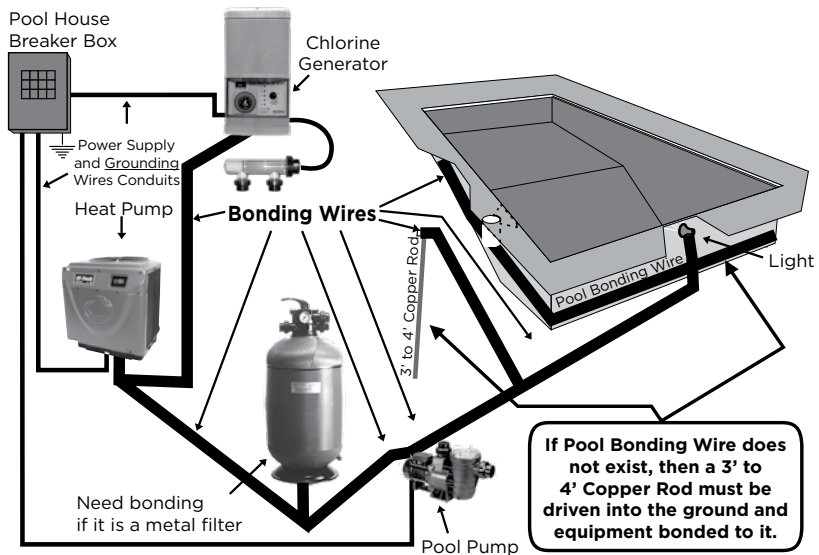 Pool House
Breaker Box
Chlorine
Generator
Power Supply
and Grounding
Wires Conduits
Heat Pump
Bonding Wires
3' to 4' Copper Rod
Pool Bonding Wire
Light
Need bonding
if it is a metal filter
Pool Pump
If Pool Bonding Wire does
not exist, then a 3' to
4' Copper Rod must be
driven into the ground and
equipment bonded to it.